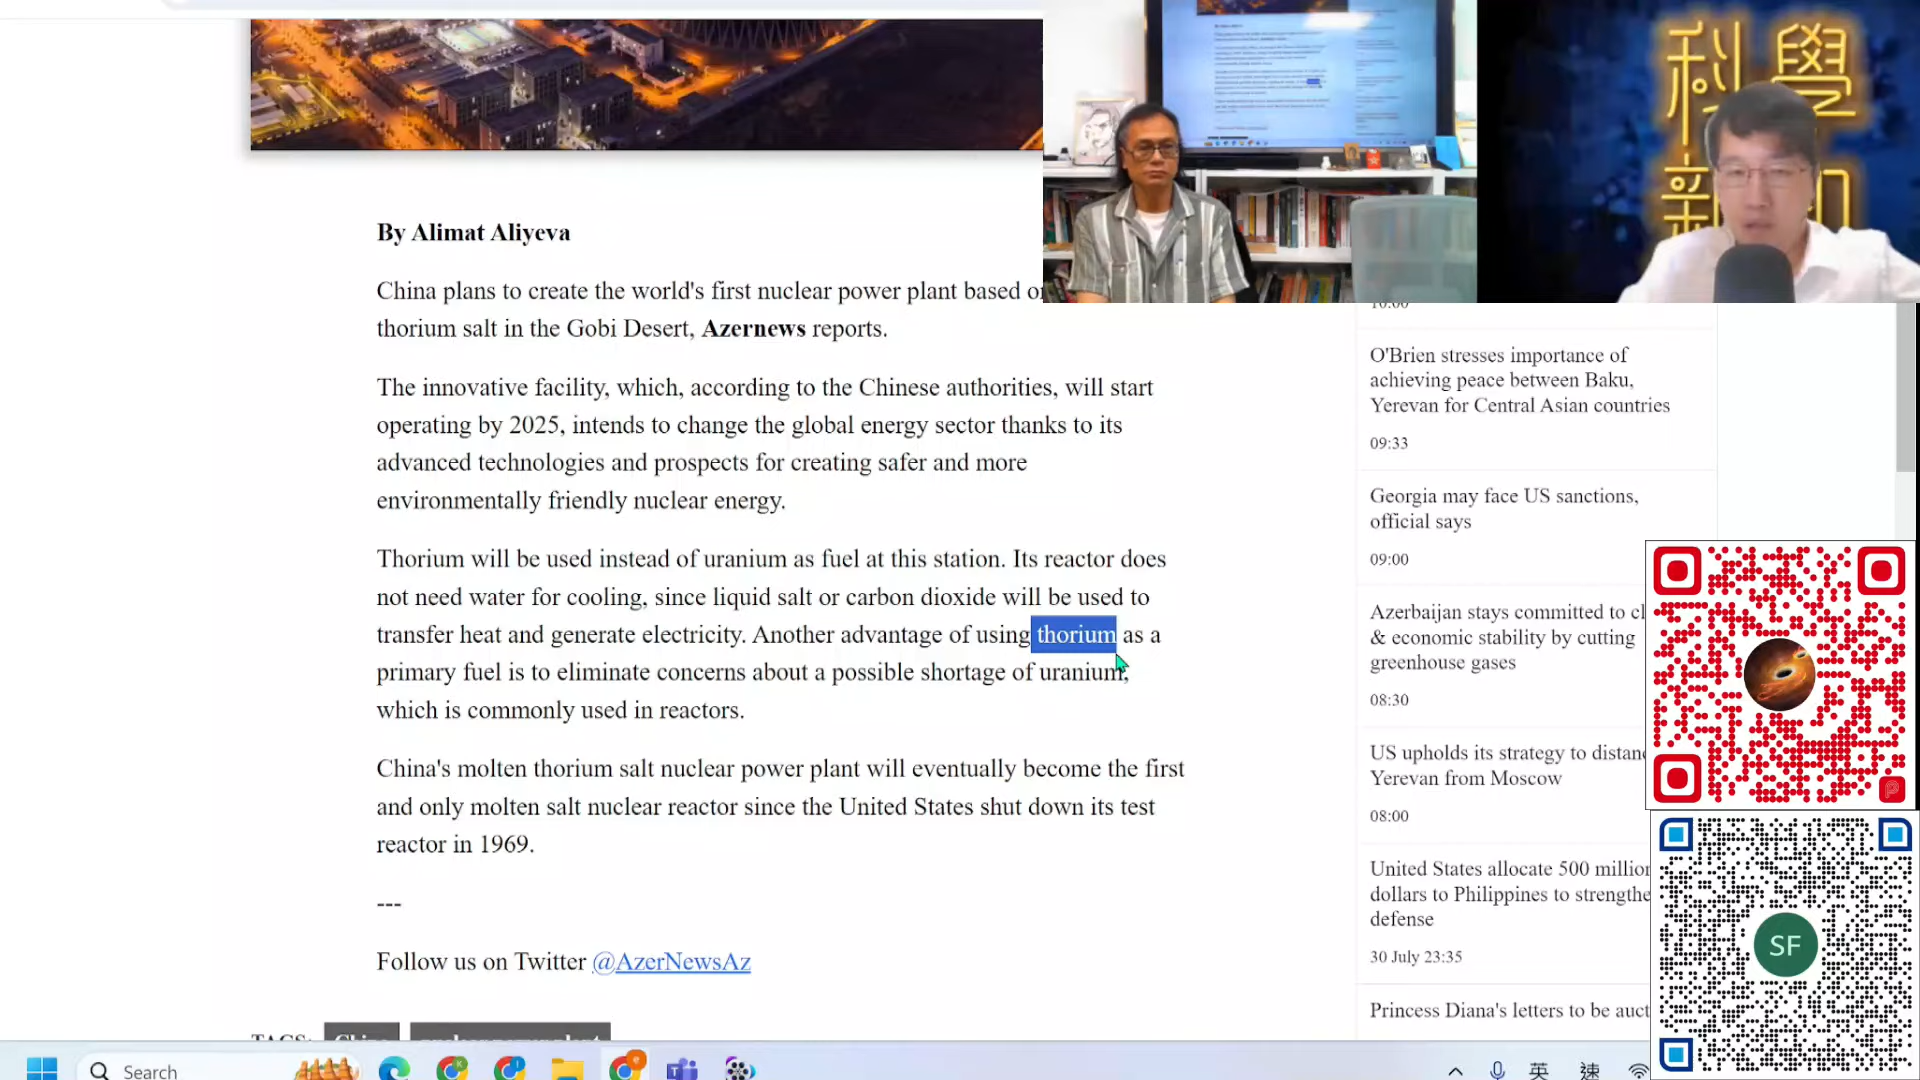 科學
新知
By Alimat Aliyeva
China plans to create the world's first nuclear power plant based
thorium salt in the Gobi Desert, Azernews reports.
The innovative facility, which, according to the Chinese authorities, will start
operating by 2025, intends to change the global energy sector thanks to its
advanced technologies and prospects for creating safer and more
environmentally friendly nuclear energy.
Thorium will be used instead of uranium as fuel at this station. Its reactor does
not need water for cooling, since liquid salt or carbon dioxide will be used to
transfer heat and generate electricity. Another advantage of using thorium as a
primary fuel is to eliminate concerns about a possible shortage of uranium,
which is commonly used in reactors.
China's molten thorium salt nuclear power plant will eventually become the first
and only molten salt nuclear reactor since the United States shut down its test
reactor in 1969.
---
Follow us on Twitter @AzerNewsAz
TAGS: China
O'Brien stresses importance of
achieving peace between Baku,
Yerevan for Central Asian countries
09:33
Georgia may face US sanctions,
official says
09:00
Azerbaijan stays committed to
& economic stability by cutting
greenhouse gases
08:30
US upholds its strategy to
Yerevan from Moscow
08:00
United States allocate 500
dollars to Philippines to
defense
30 July 23:35
Princess Diana's letters to be
SF
Search
英
速